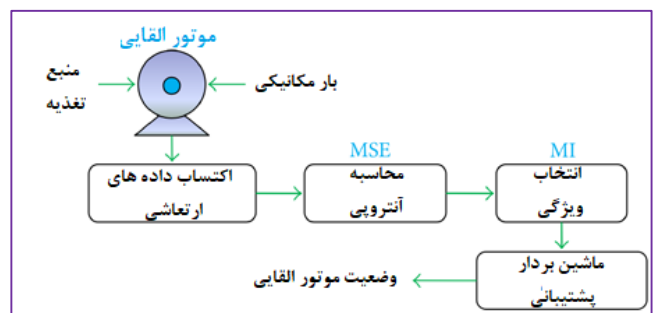 موتور القایی
منبع
تغذیه
بار مکانیکی
اکتساب داده های
ارتعاشی
MSE
محاسبه
آنتروپی
MI
انتخاب
ویژگی
ماشین بردار
پشتیبانی
وضعیت موتور القایی